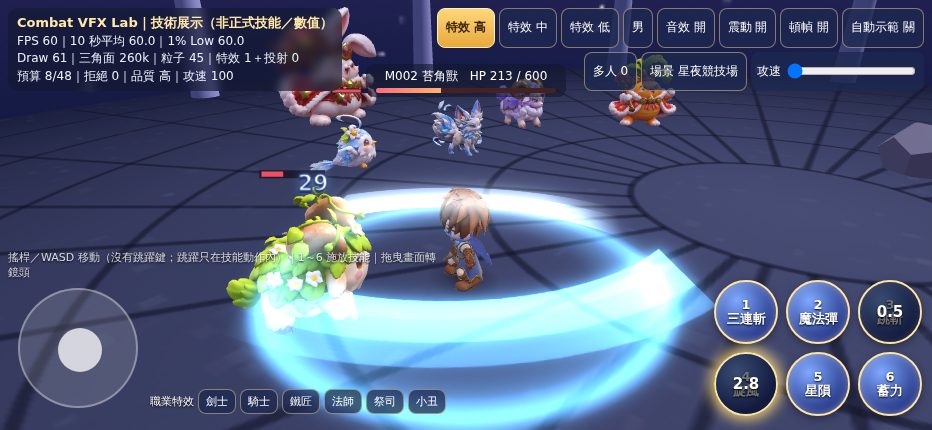 Combat VFX Lab｜技術展示（非正式技能／數值）
FPS 60｜10 秒平均 60.0｜1% Low 60.0
Draw 61｜三角面 260k｜粒子 45｜特效 1＋投射 0
預算 8/48｜拒絕 0｜品質 高｜攻速 100
特效 高
特效 中
特效 低
男
音效 開
震動 開
頓幀 開
自動示範 關
M002 苔角獸 HP 213 / 600
多人 0
場景 星夜競技場
攻速
29
搖桿／WASD 移動（沒有跳躍鍵；跳躍只在技能動作內）｜1～6 施放技能｜拖曳畫面轉
鏡頭
1
三連斬
2
魔法彈
3
0.5
跳斬
4
2.8
旋風
5
星隕
6
蓄力
職業特效
劍士
騎士
鐵匠
法師
祭司
小丑